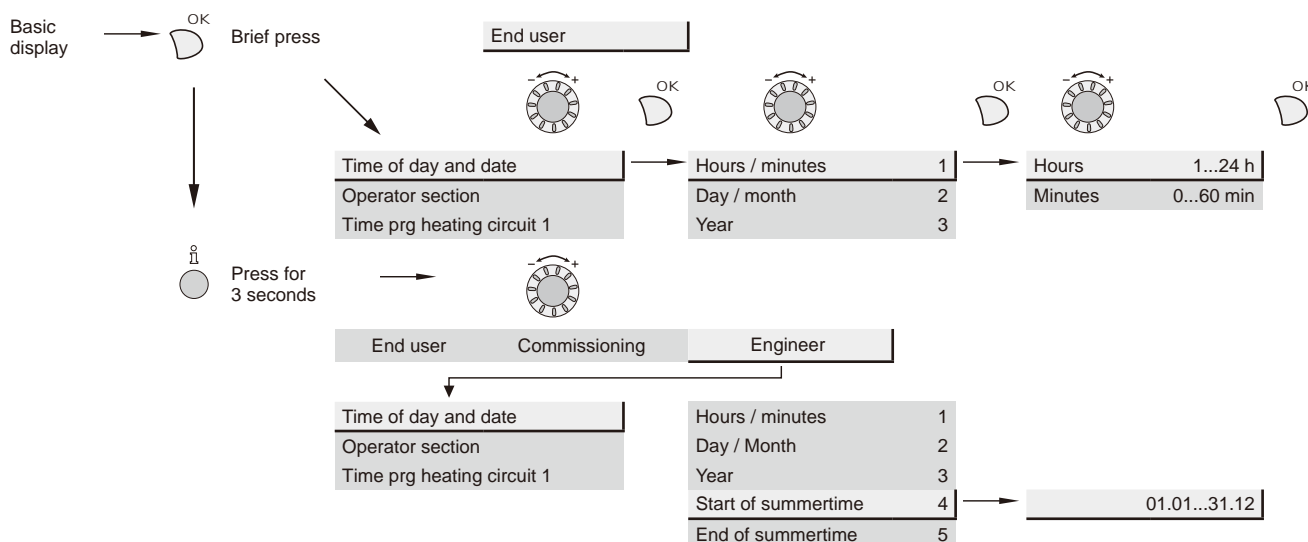 Basic
display
OK
Brief press
End user
- +
OK
- +
OK
- +
OK
Time of day and date
Hours / minutes 1
Hours 1...24 h
Operator section
Day / month 2
Minutes 0...60 min
Time prg heating circuit 1
Year 3
Press for
3 seconds
- +
End user Commissioning Engineer
Time of day and date
Hours / minutes 1
Operator section
Day / Month 2
Time prg heating circuit 1
Year 3
Start of summertime 4
01.01...31.12
End of summertime 5